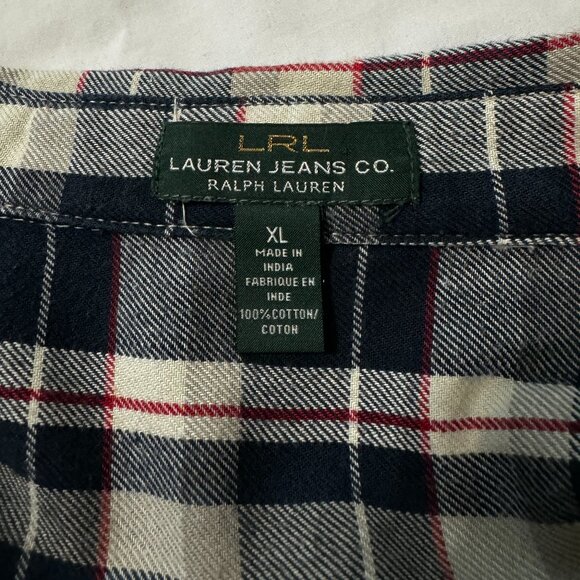 LRL
LAUREN JEANS CO.
RALPH LAUREN
XL
MADE IN
INDIA
FABRIQUE EN
INDE
100% COTTON/
COTON